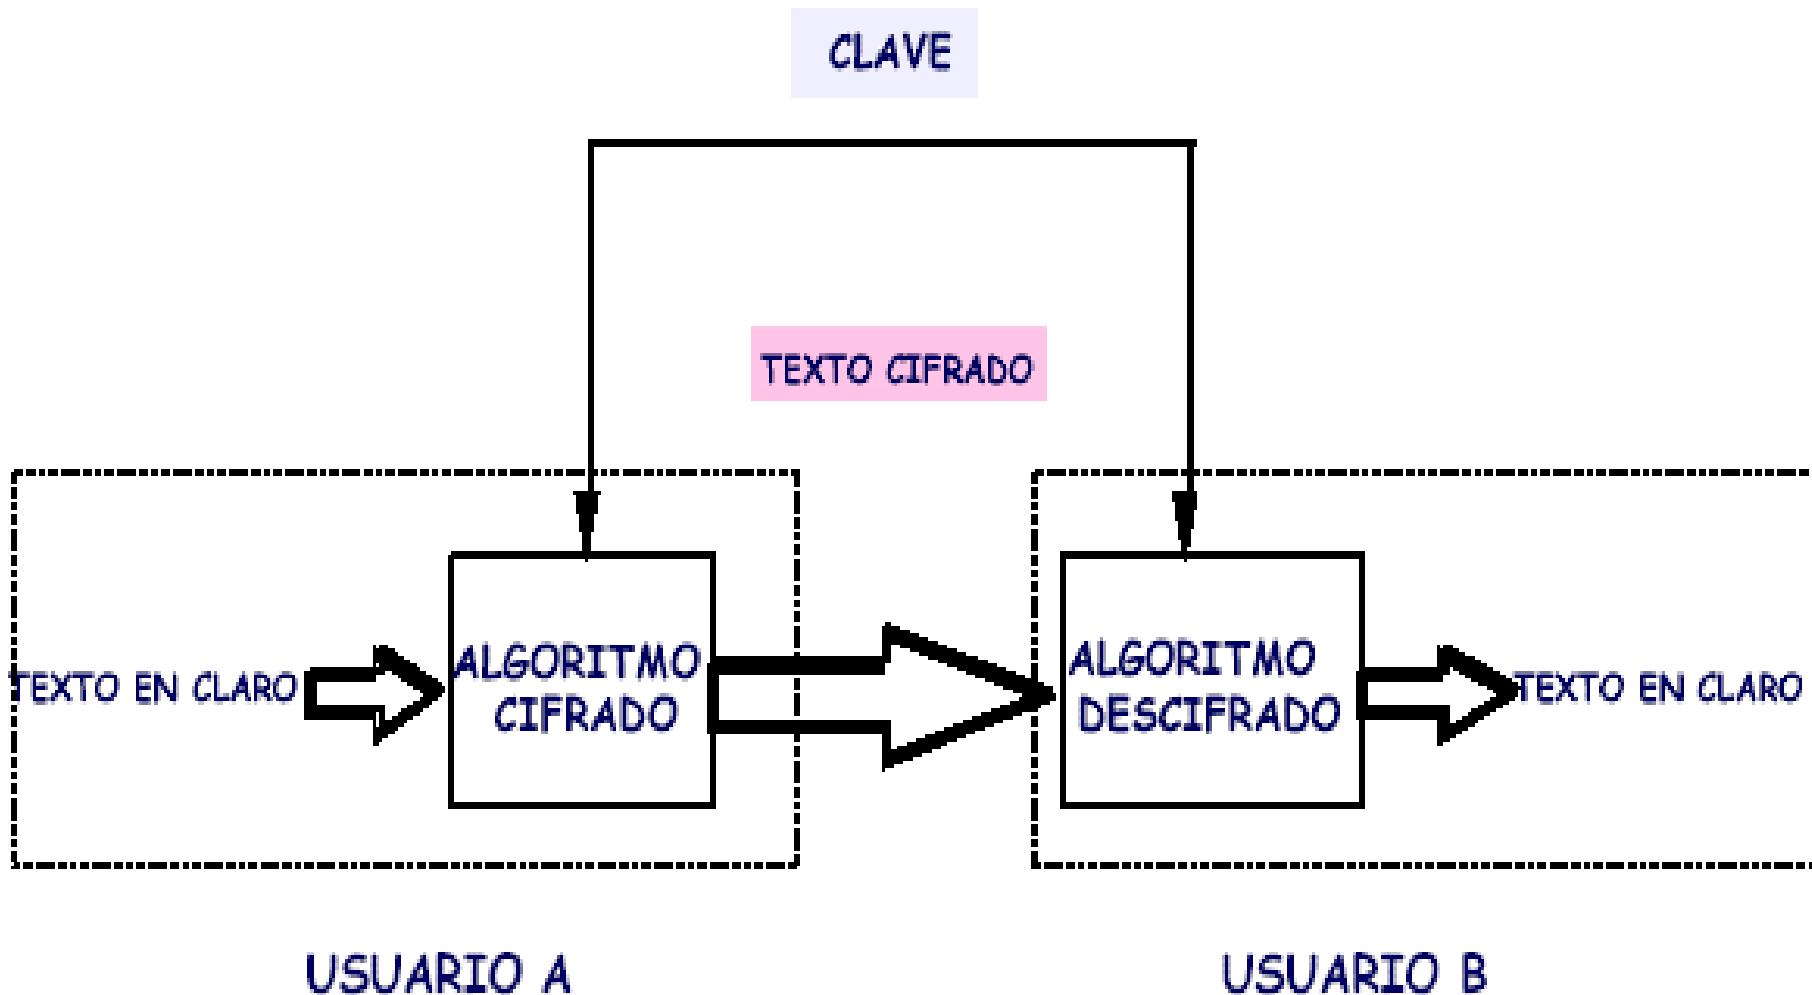 CLAVE
TEXTO CIFRADO
TEXTO EN CLARO
ALGORITMO
CIFRADO
ALGORITMO
DESCIFRADO
TEXTO EN CLARO
USUARIO A
USUARIO B